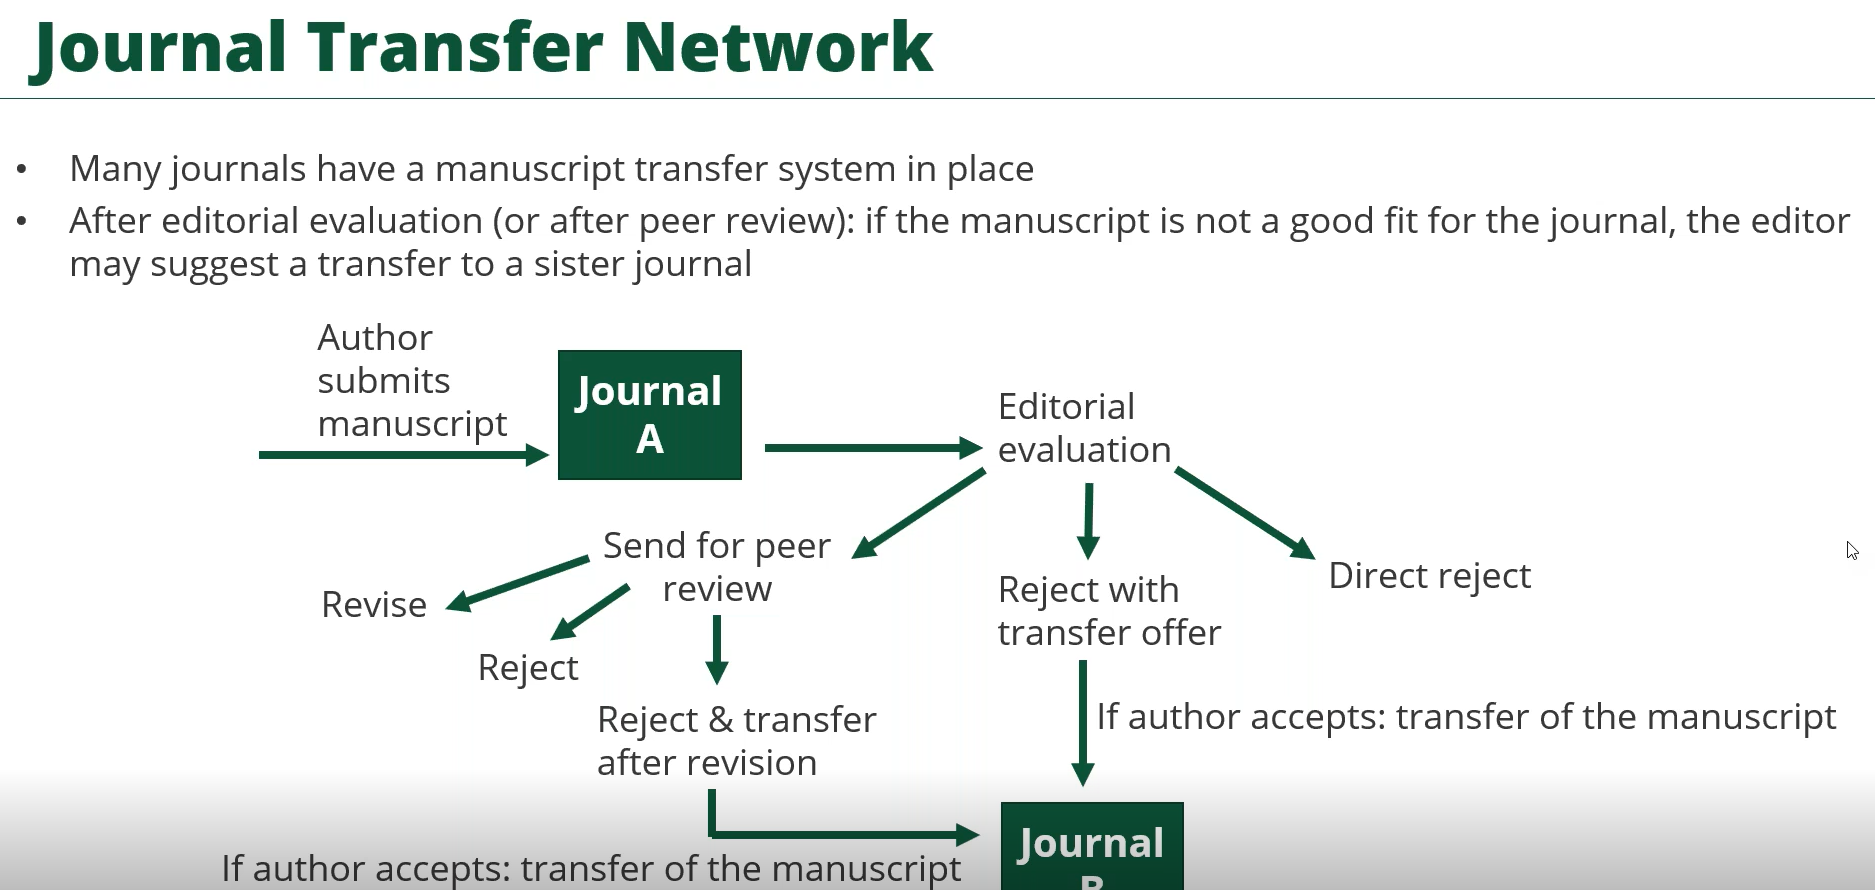 Journal Transfer Network
• Many journals have a manuscript transfer system in place
• After editorial evaluation (or after peer review): if the manuscript is not a good fit for the journal, the editor
may suggest a transfer to a sister journal
Author
submits
manuscript
Journal
A
Editorial
evaluation
Send for peer
review
Revise
Reject
Reject & transfer
after revision
Reject with
transfer offer
Direct reject
If author accepts: transfer of the manuscript
If author accepts: transfer of the manuscript
Journal
B